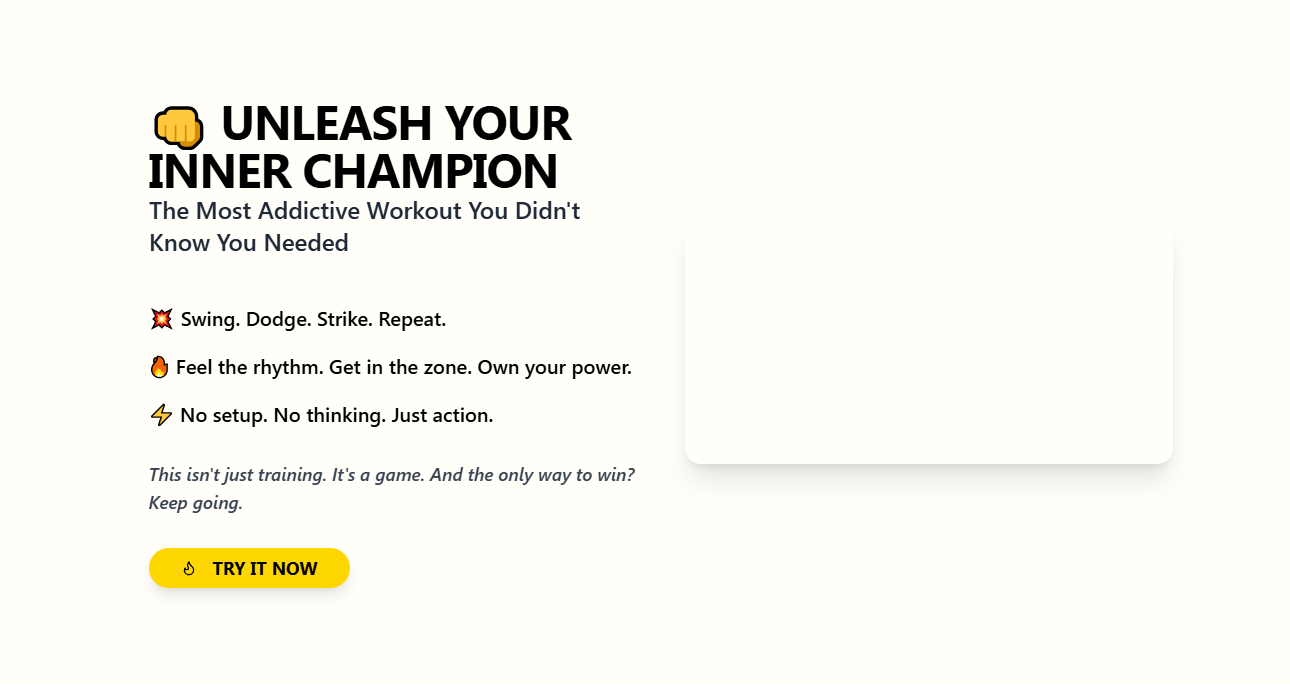 👊 UNLEASH YOUR
INNER CHAMPION
The Most Addictive Workout You Didn't
Know You Needed
💥 Swing. Dodge. Strike. Repeat.
🔥 Feel the rhythm. Get in the zone. Own your power.
⚡ No setup. No thinking. Just action.
This isn't just training. It's a game. And the only way to win?
Keep going.
TRY IT NOW